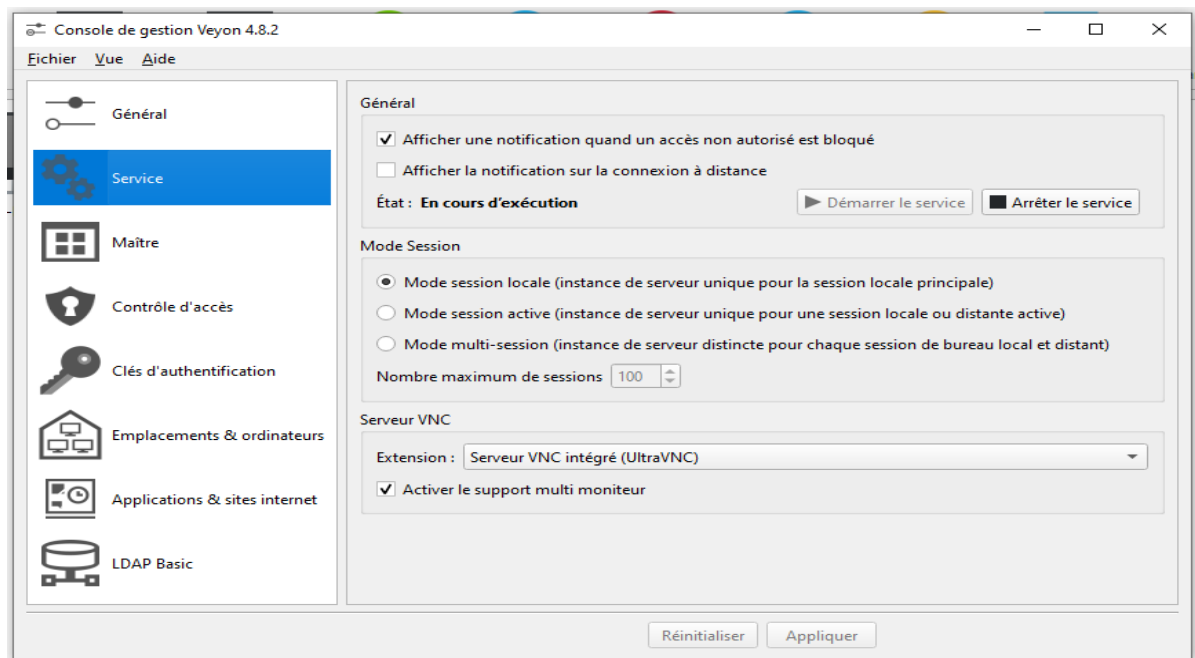 Console de gestion Veyon 4.8.2
Fichier Vue Aide
Général
Service
Maître
Contrôle d'accès
Clés d'authentification
Emplacements & ordinateurs
Applications & sites internet
LDAP Basic
Général
Afficher une notification quand un accès non autorisé est bloqué
Afficher la notification sur la connexion à distance
État : En cours d’exécution Démarrer le service Arrêter le service
Mode Session
Mode session locale (instance de serveur unique pour la session locale principale)
Mode session active (instance de serveur unique pour une session locale ou distante active)
Mode multi-session (instance de serveur distincte pour chaque session de bureau local et distant)
Nombre maximum de sessions 100
Serveur VNC
Extension : Serveur VNC intégré (UltraVNC)
Activer le support multi moniteur
Réinitialiser Appliquer